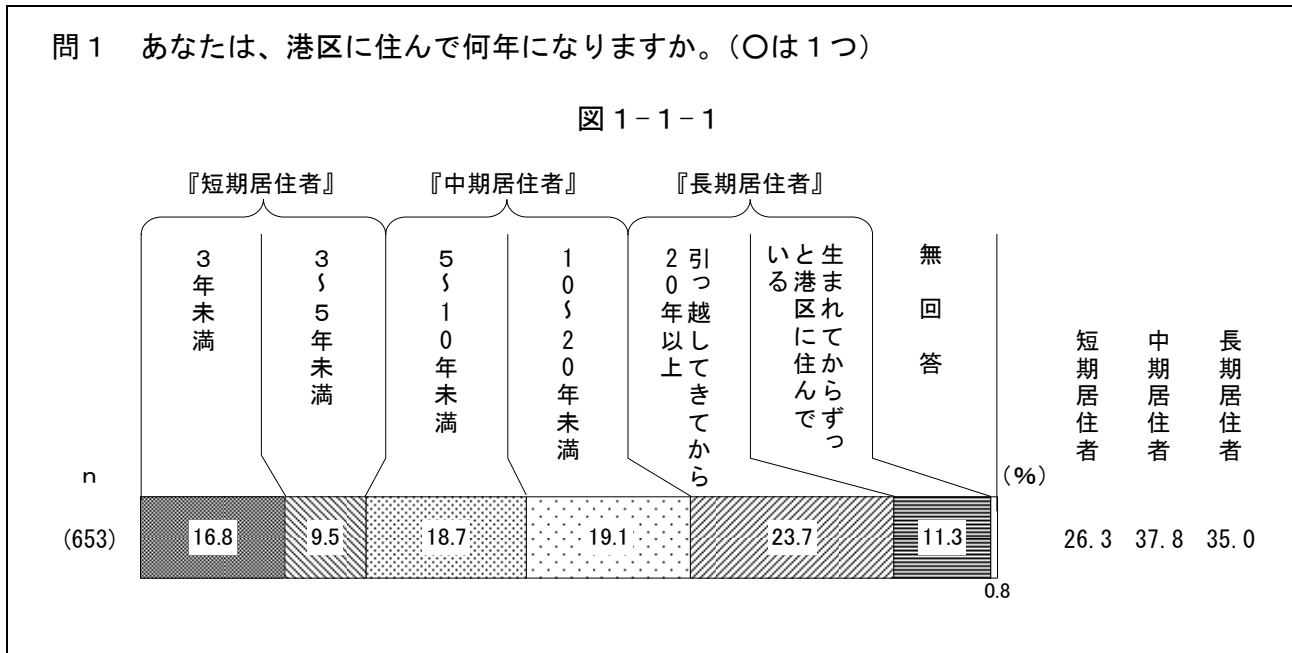 問1 あなたは、港区に住んで何年になりますか。（○は1つ）
図1-1-1
『短期居住者』
『中期居住者』
『長期居住者』
3年未満
3～5年未満
5～10年未満
10～20年未満
引っ越してきてから
20年以上
生まれてからずっ
と港区に住んで
いる
無回答
短期居住者
中期居住者
長期居住者
n
(%)
(653)
16.8
9.5
18.7
19.1
23.7
11.3
0.8
26.3
37.8
35.0